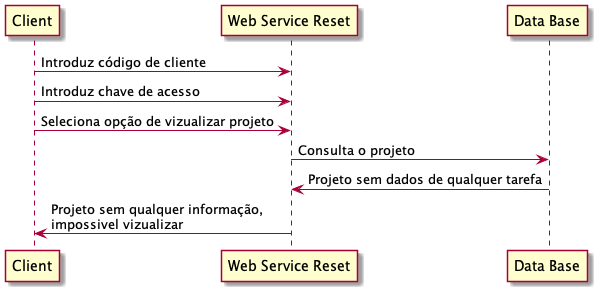 Client
Web Service Reset
Data Base
Introduz código de cliente
Introduz chave de acesso
Seleciona opção de vizualizar projeto
Consulta o projeto
Projeto sem dados de qualquer tarefa
Projeto sem qualquer informação,
impossivel vizualizar
Client
Web Service Reset
Data Base